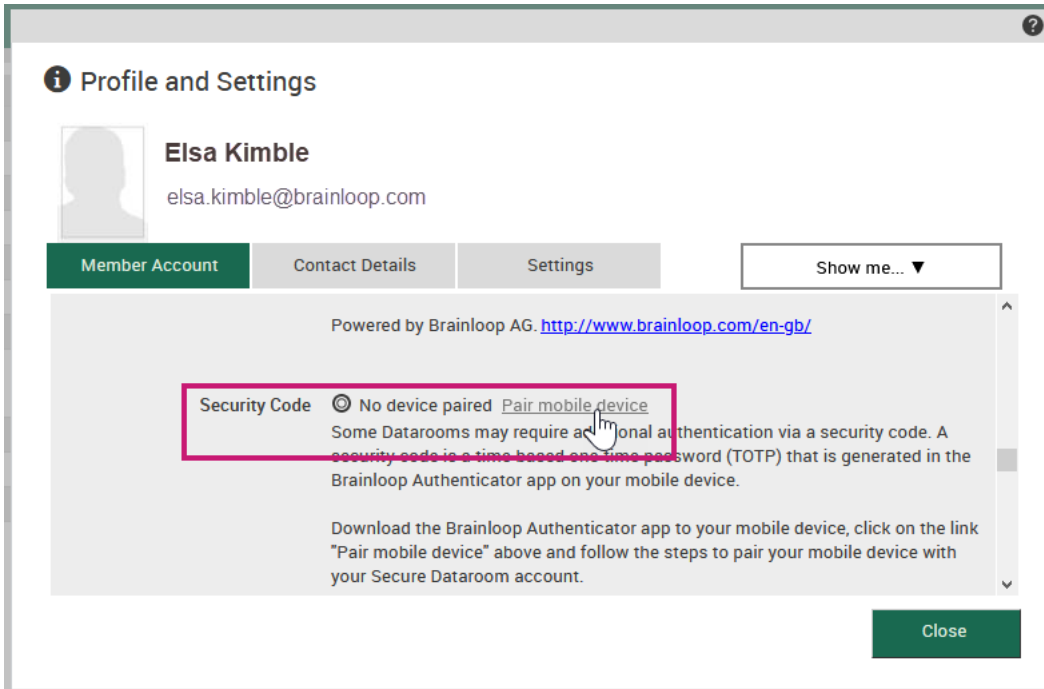 Profile and Settings
Elsa Kimble
elsa.kimble@brainloop.com
Member Account
Contact Details
Settings
Show me... ▼
Powered by Brainloop AG. http://www.brainloop.com/en-gb/
Security Code
No device paired Pair mobile device
Some Datarooms may require additional authentication via a security code. A
security code is a time based one time password (TOTP) that is generated in the
Brainloop Authenticator app on your mobile device.
Download the Brainloop Authenticator app to your mobile device, click on the link
"Pair mobile device" above and follow the steps to pair your mobile device with
your Secure Dataroom account.
Close